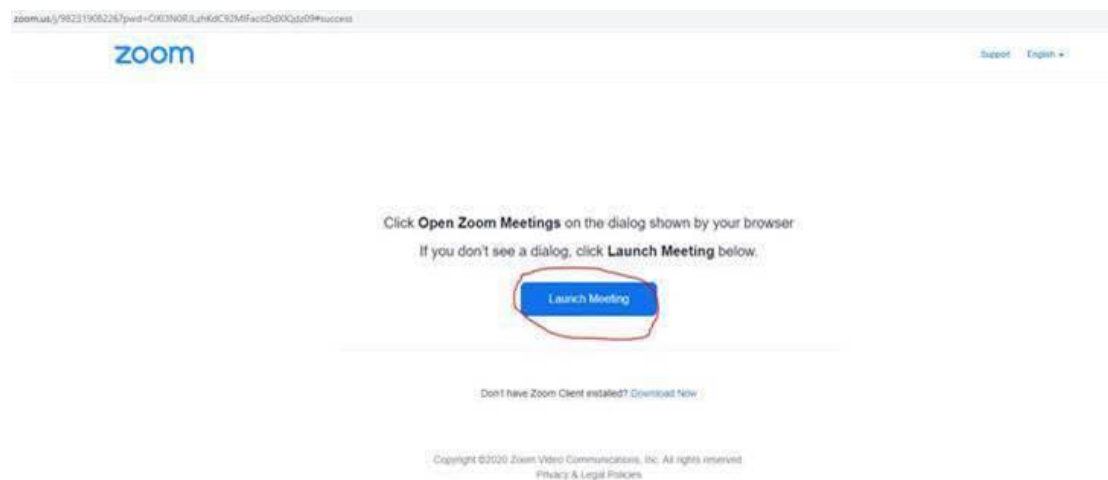 zoom
Support English
Click Open Zoom Meetings on the dialog shown by your browser
If you don't see a dialog, click Launch Meeting below.
Launch Meeting
Don't have Zoom Client installed? Download Now
Copyright ©2020 Zoom Video Communications, Inc. All rights reserved
Privacy & Legal Policies